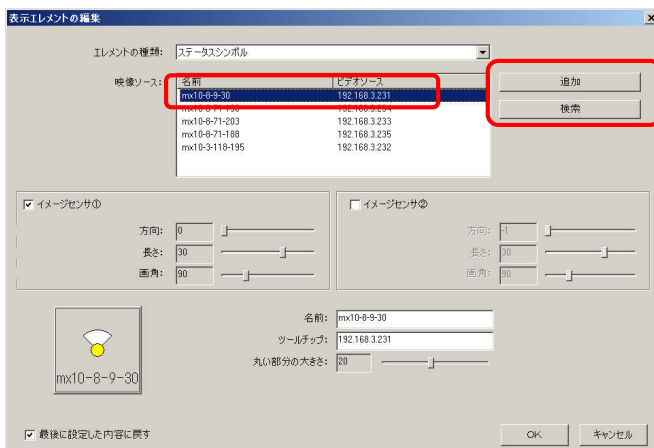 表示エレメントの編集
エレメントの種類: ステータスシンボル
映像ソース: 名前 ビデオソース
mx10-8-9-30 192.168.3.231
mx10-8-71-203 192.168.3.233
mx10-8-71-188 192.168.3.235
mx10-3-118-195 192.168.3.232
追加
検索
イメージセンサ①
方向: 0
長さ: 30
画角: 90
イメージセンサ②
方向: -1
長さ: 30
画角: 90
mx10-8-9-30
名前: mx10-8-9-30
ツールチップ: 192.168.3.231
丸い部分の大きさ: 20
最後に設定した内容に戻す
OK キャンセル